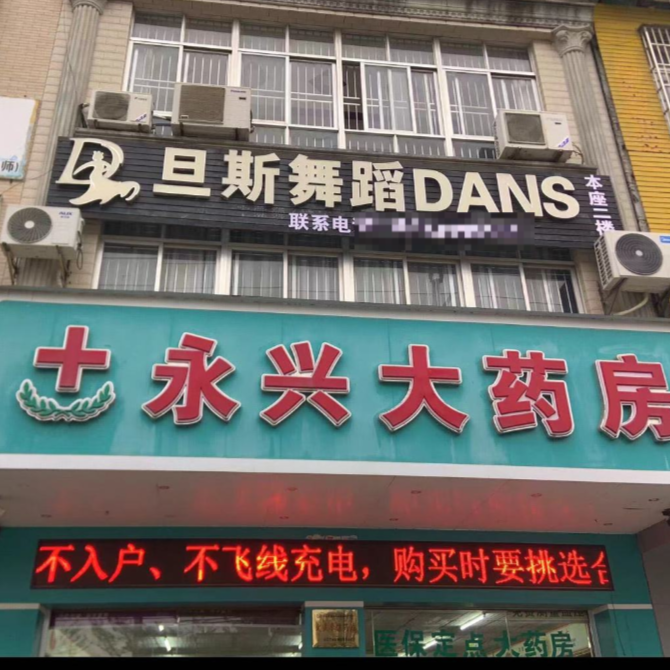 旦斯舞蹈DANS
本座二楼
联系电
师)
永兴大药房
不入户、不飞线充电，购买时要挑选合
医保定点大药房